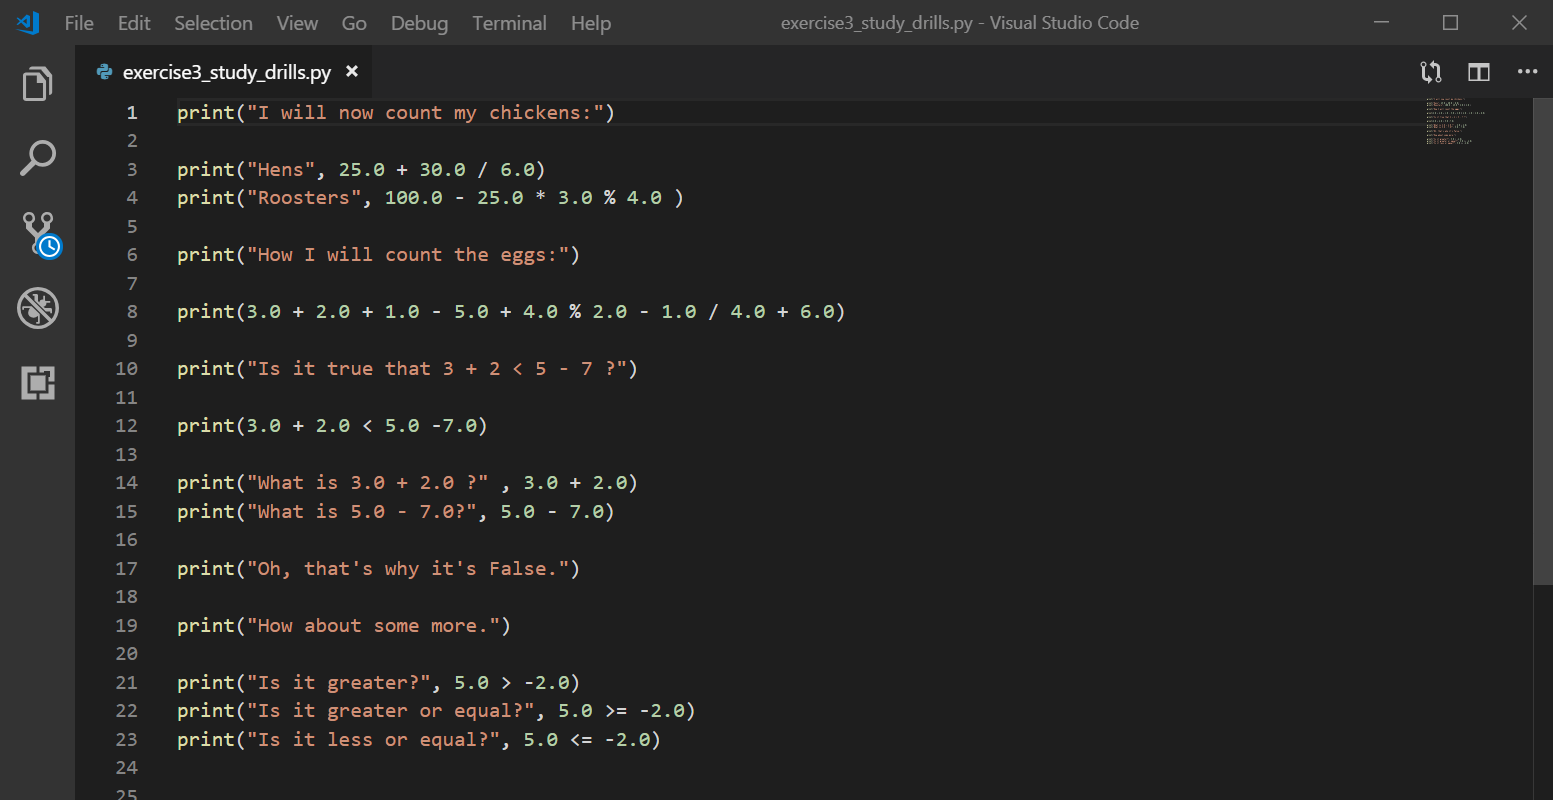 File Edit Selection View Go Debug Terminal Help exercise3_study_drills.py - Visual Studio Code
exercise3_study_drills.py
1 print("I will now count my chickens:")
2
3 print("Hens", 25.0 + 30.0 / 6.0)
4 print("Roosters", 100.0 - 25.0 * 3.0 % 4.0 )
5
6 print("How I will count the eggs:")
7
8 print(3.0 + 2.0 + 1.0 - 5.0 + 4.0 % 2.0 - 1.0 / 4.0 + 6.0)
9
10 print("Is it true that 3 + 2 < 5 - 7 ?")
11
12 print(3.0 + 2.0 < 5.0 -7.0)
13
14 print("What is 3.0 + 2.0 ?" , 3.0 + 2.0)
15 print("What is 5.0 - 7.0?", 5.0 - 7.0)
16
17 print("Oh, that's why it's False.")
18
19 print("How about some more.")
20
21 print("Is it greater?", 5.0 > -2.0)
22 print("Is it greater or equal?", 5.0 >= -2.0)
23 print("Is it less or equal?", 5.0 <= -2.0)
24
25